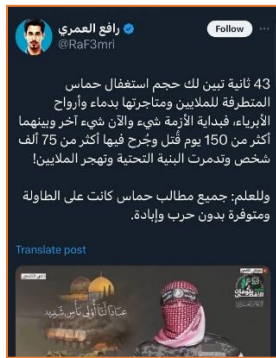 رافع العمري
@RaF3mri
Follow
43 ثانية تبين لك حجم استغفال حماس
المتطرفة للملايين ومتاجرتها بدماء وأرواح
الأبرياء، فبداية الأزمة شيء والآن شيء آخر وبينهما
أكثر من 150 يوم قُتل وجُرح فيها أكثر من 75 ألف
شخص وتدمرت البنية التحتية وتهجر الملايين!
وللعلم: جميع مطالب حماس كانت على الطاولة
ومتوفرة بدون حرب وإبادة.
Translate post
عِبَادًا لَّنَا أُوْلِي بَأْسٍ شَدِيدٍ